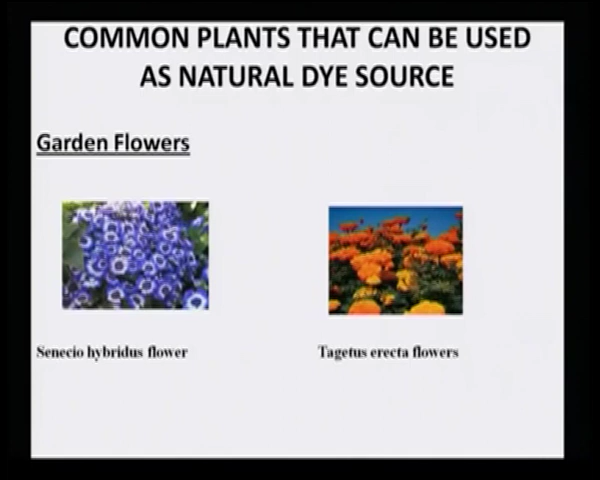 COMMON PLANTS THAT CAN BE USED
AS NATURAL DYE SOURCE
Garden Flowers
Senecio hybridus flower
Tagetus erecta flowers